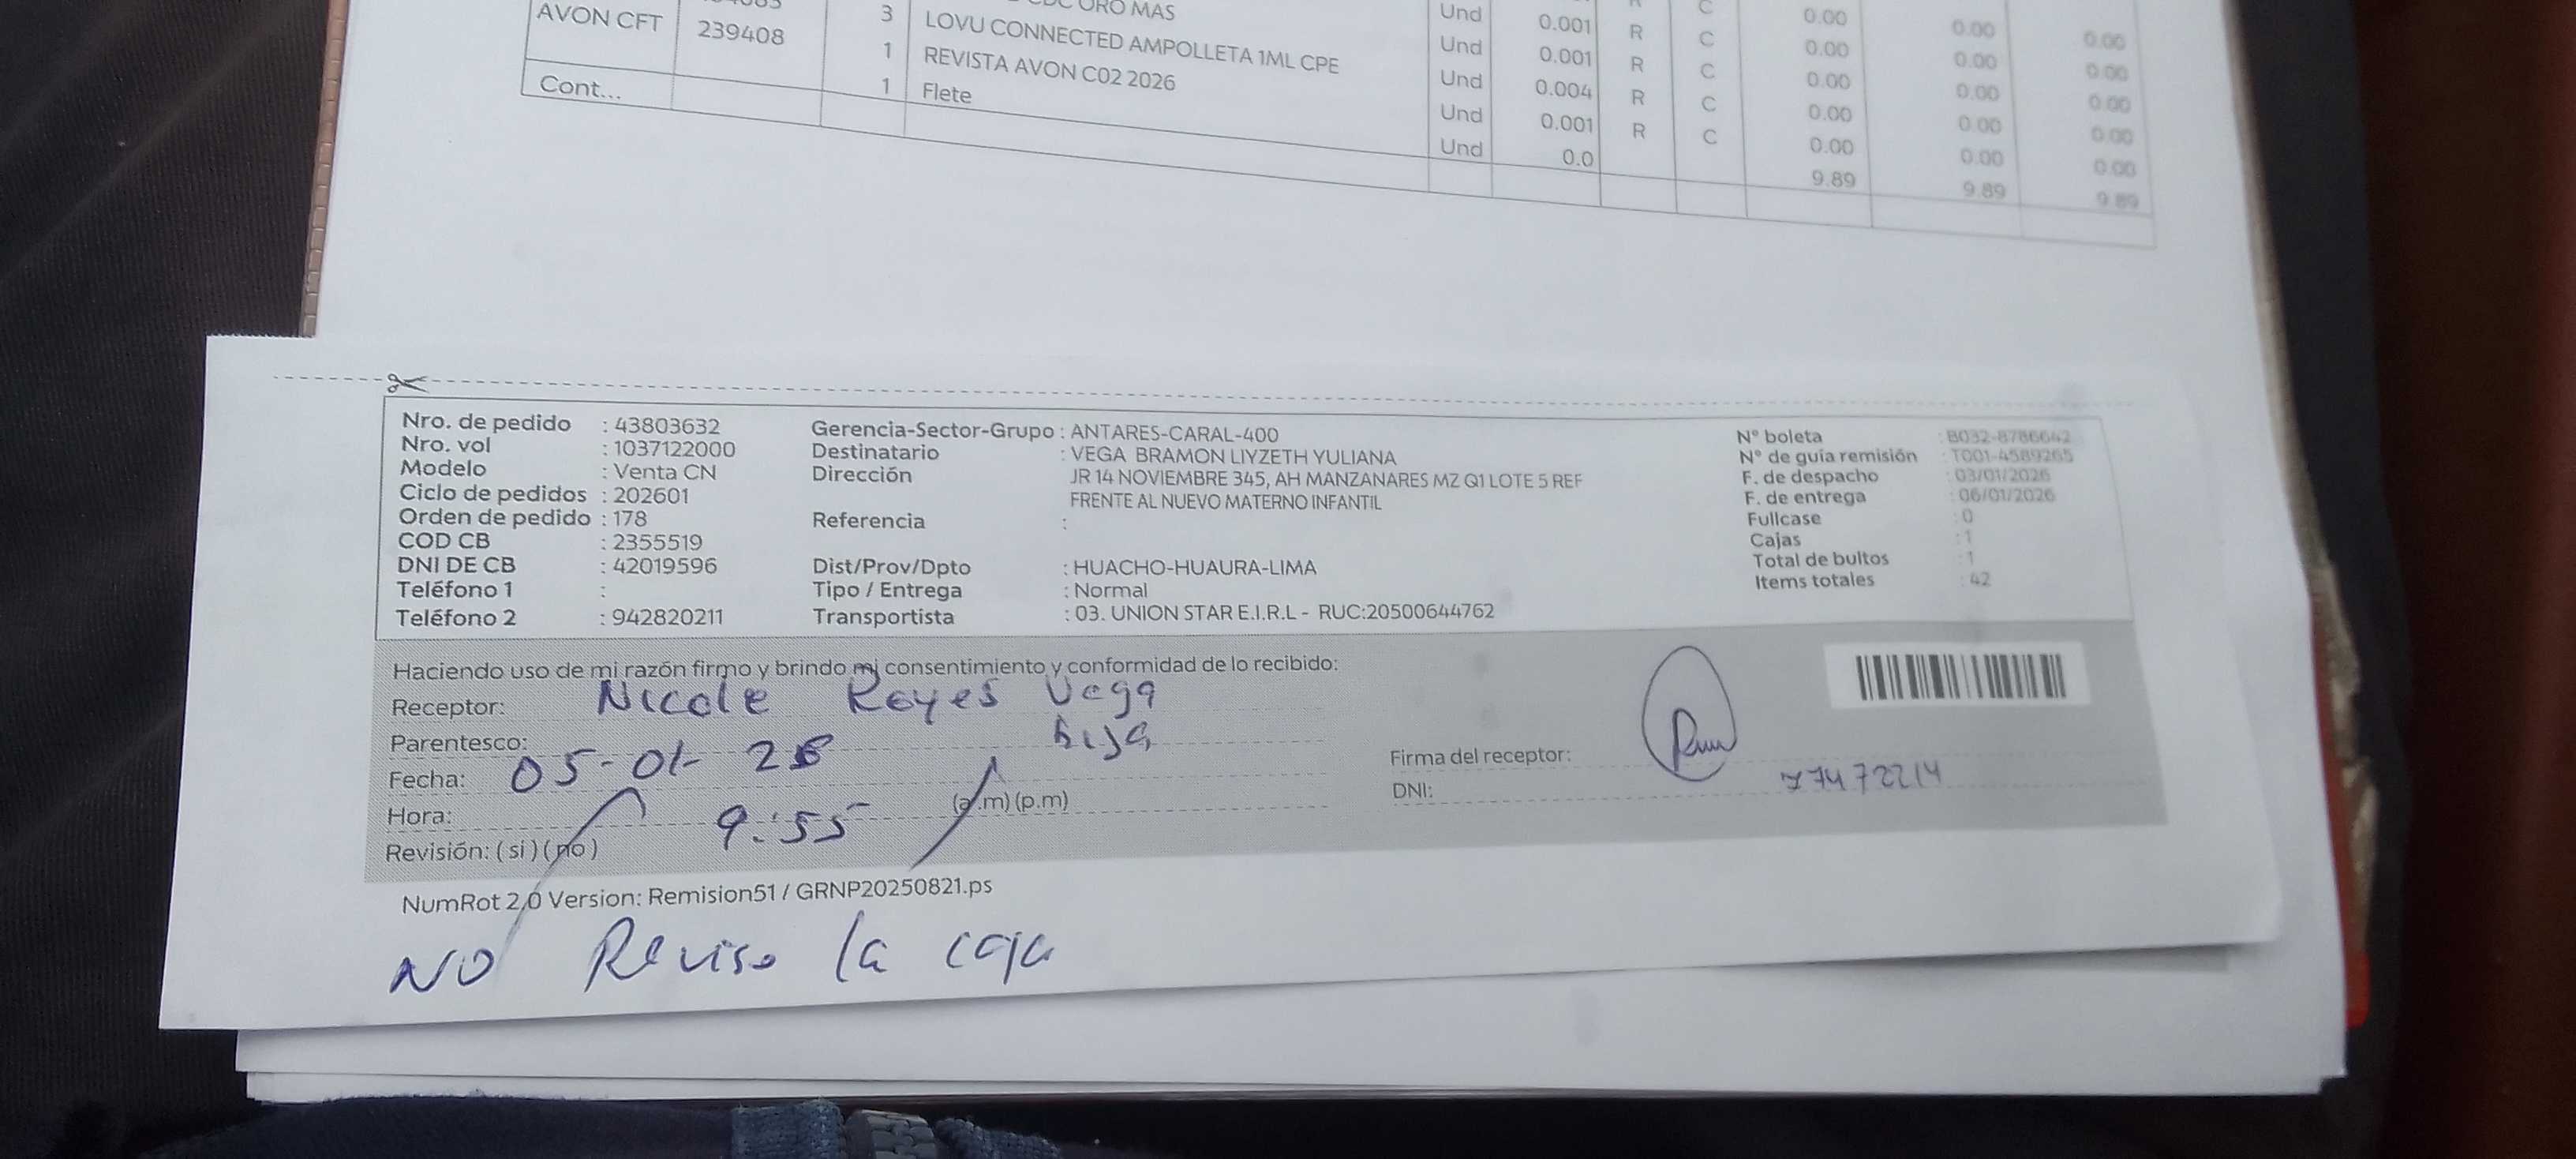 ORO MAS Und 0.001 R C 0.00 0.00 0.00
AVON CFT 239408 3 LOVU CONNECTED AMPOLLETA 1ML CPE Und 0.001 R C 0.00 0.00 0.00
1 REVISTA AVON C02 2026 Und 0.004 R C 0.00 0.00 0.00
1 Flete Und 0.001 R C 0.00 0.00 0.00
Cont... Und 0.0 0.00 0.00 0.00
9.89 9.89 9.89
Nro. de pedido : 43803632
Nro. vol : 1037122000
Modelo : Venta CN
Ciclo de pedidos : 202601
Orden de pedido : 178
COD CB : 2355519
DNI DE CB : 42019596
Teléfono 1 :
Teléfono 2 : 942820211
Gerencia-Sector-Grupo : ANTARES-CARAL-400
Destinatario : VEGA BRAMON LIYZETH YULIANA
Dirección JR 14 NOVIEMBRE 345, AH MANZANARES MZ Q1 LOTE 5 REF
FRENTE AL NUEVO MATERNO INFANTIL
Referencia :
Dist/Prov/Dpto : HUACHO-HUAURA-LIMA
Tipo / Entrega : Normal
Transportista : 03. UNION STAR E.I.R.L - RUC:20500644762
N° boleta : B032-8786642
N° de guía remisión : T001-4589265
F. de despacho : 03/01/2026
F. de entrega : 06/01/2026
Fullcase : 0
Cajas : 1
Total de bultos : 1
Items totales : 42
Haciendo uso de mi razón firmo y brindo mi consentimiento y conformidad de lo recibido:
Receptor: Nicole Reyes Vega
Parentesco: hija
Fecha: 05-01-26
Hora: 9:55 (a.m) (p.m)
Revisión: ( si ) ( no )
Firma del receptor:
DNI: 77472214
NumRot 2.0 Version: Remision51 / GRNP20250821.ps
NO Reviso la caja